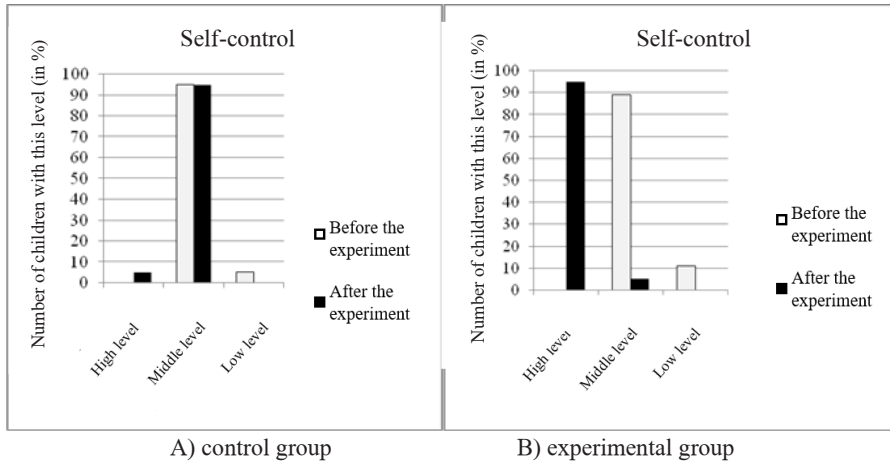 Self-control
Number of children with this level (in %)
100
90
80
70
60
50
40
30
20
10
0
High level
Middle level
Low level
Before the
experiment
After the
experiment
A) control group
Self-control
Number of children with this level (in %)
100
90
80
70
60
50
40
30
20
10
0
High level
Middle level
Low level
Before the
experiment
After the
experiment
B) experimental group